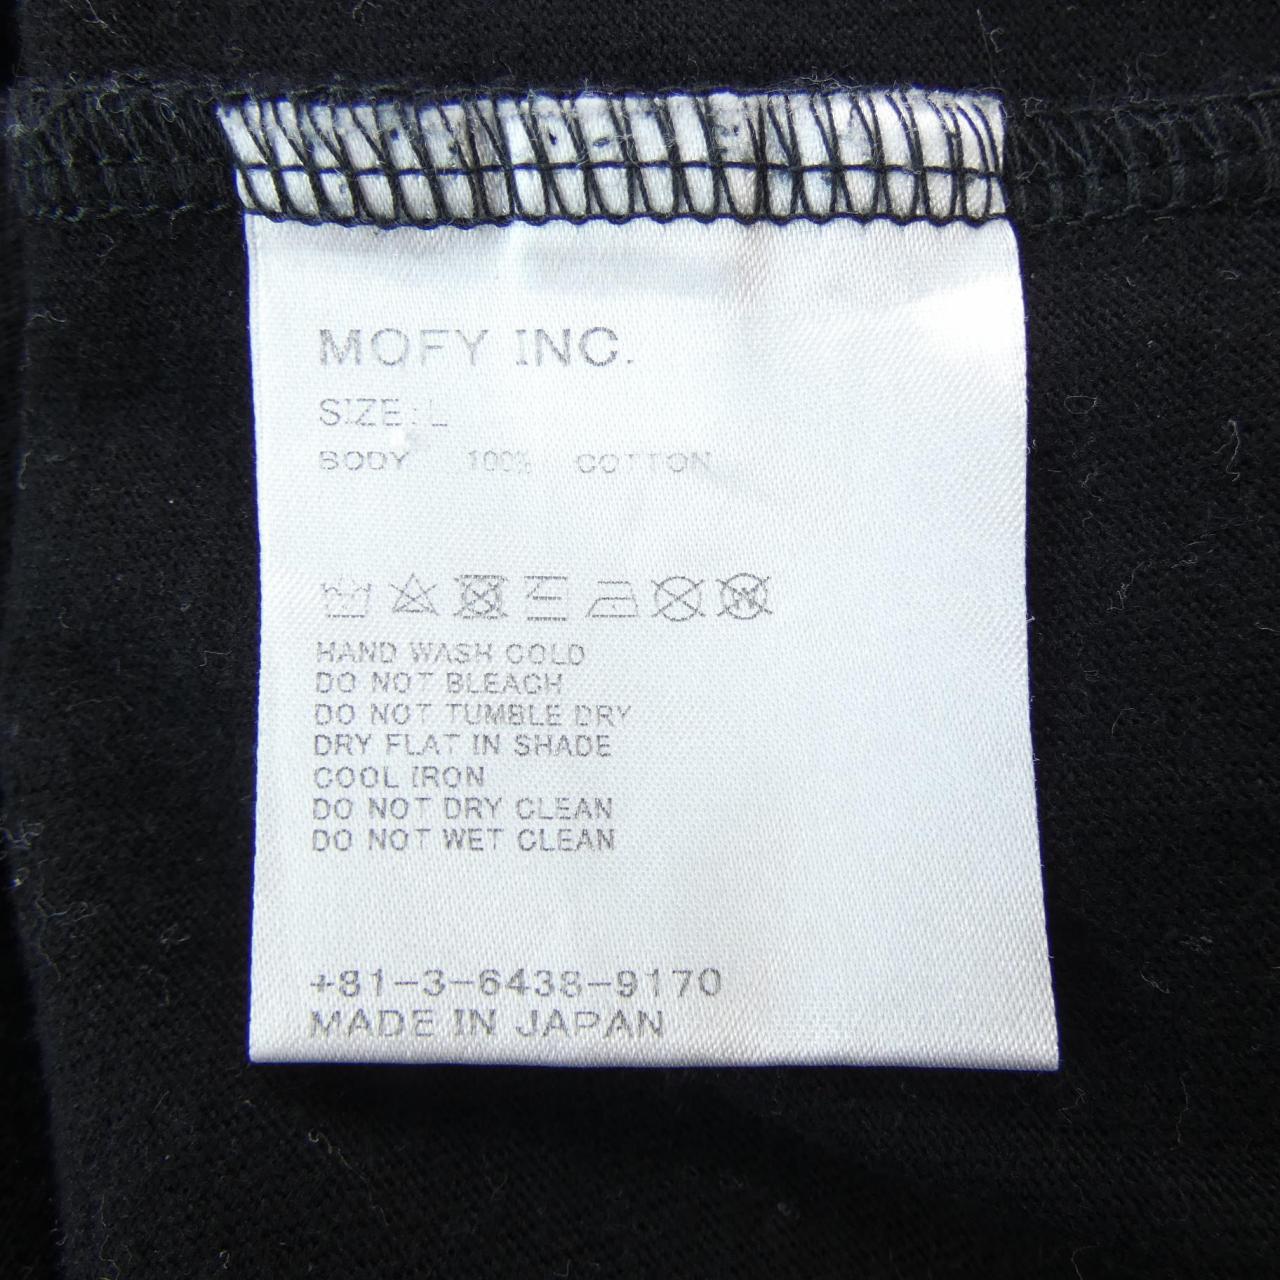 MOFY INC.
SIZE:L
BODY 100% COTTON
HAND WASH COLD
DO NOT BLEACH
DO NOT TUMBLE DRY
DRY FLAT IN SHADE
COOL IRON
DO NOT DRY CLEAN
DO NOT WET CLEAN
+81-3-6438-9170
MADE IN JAPAN